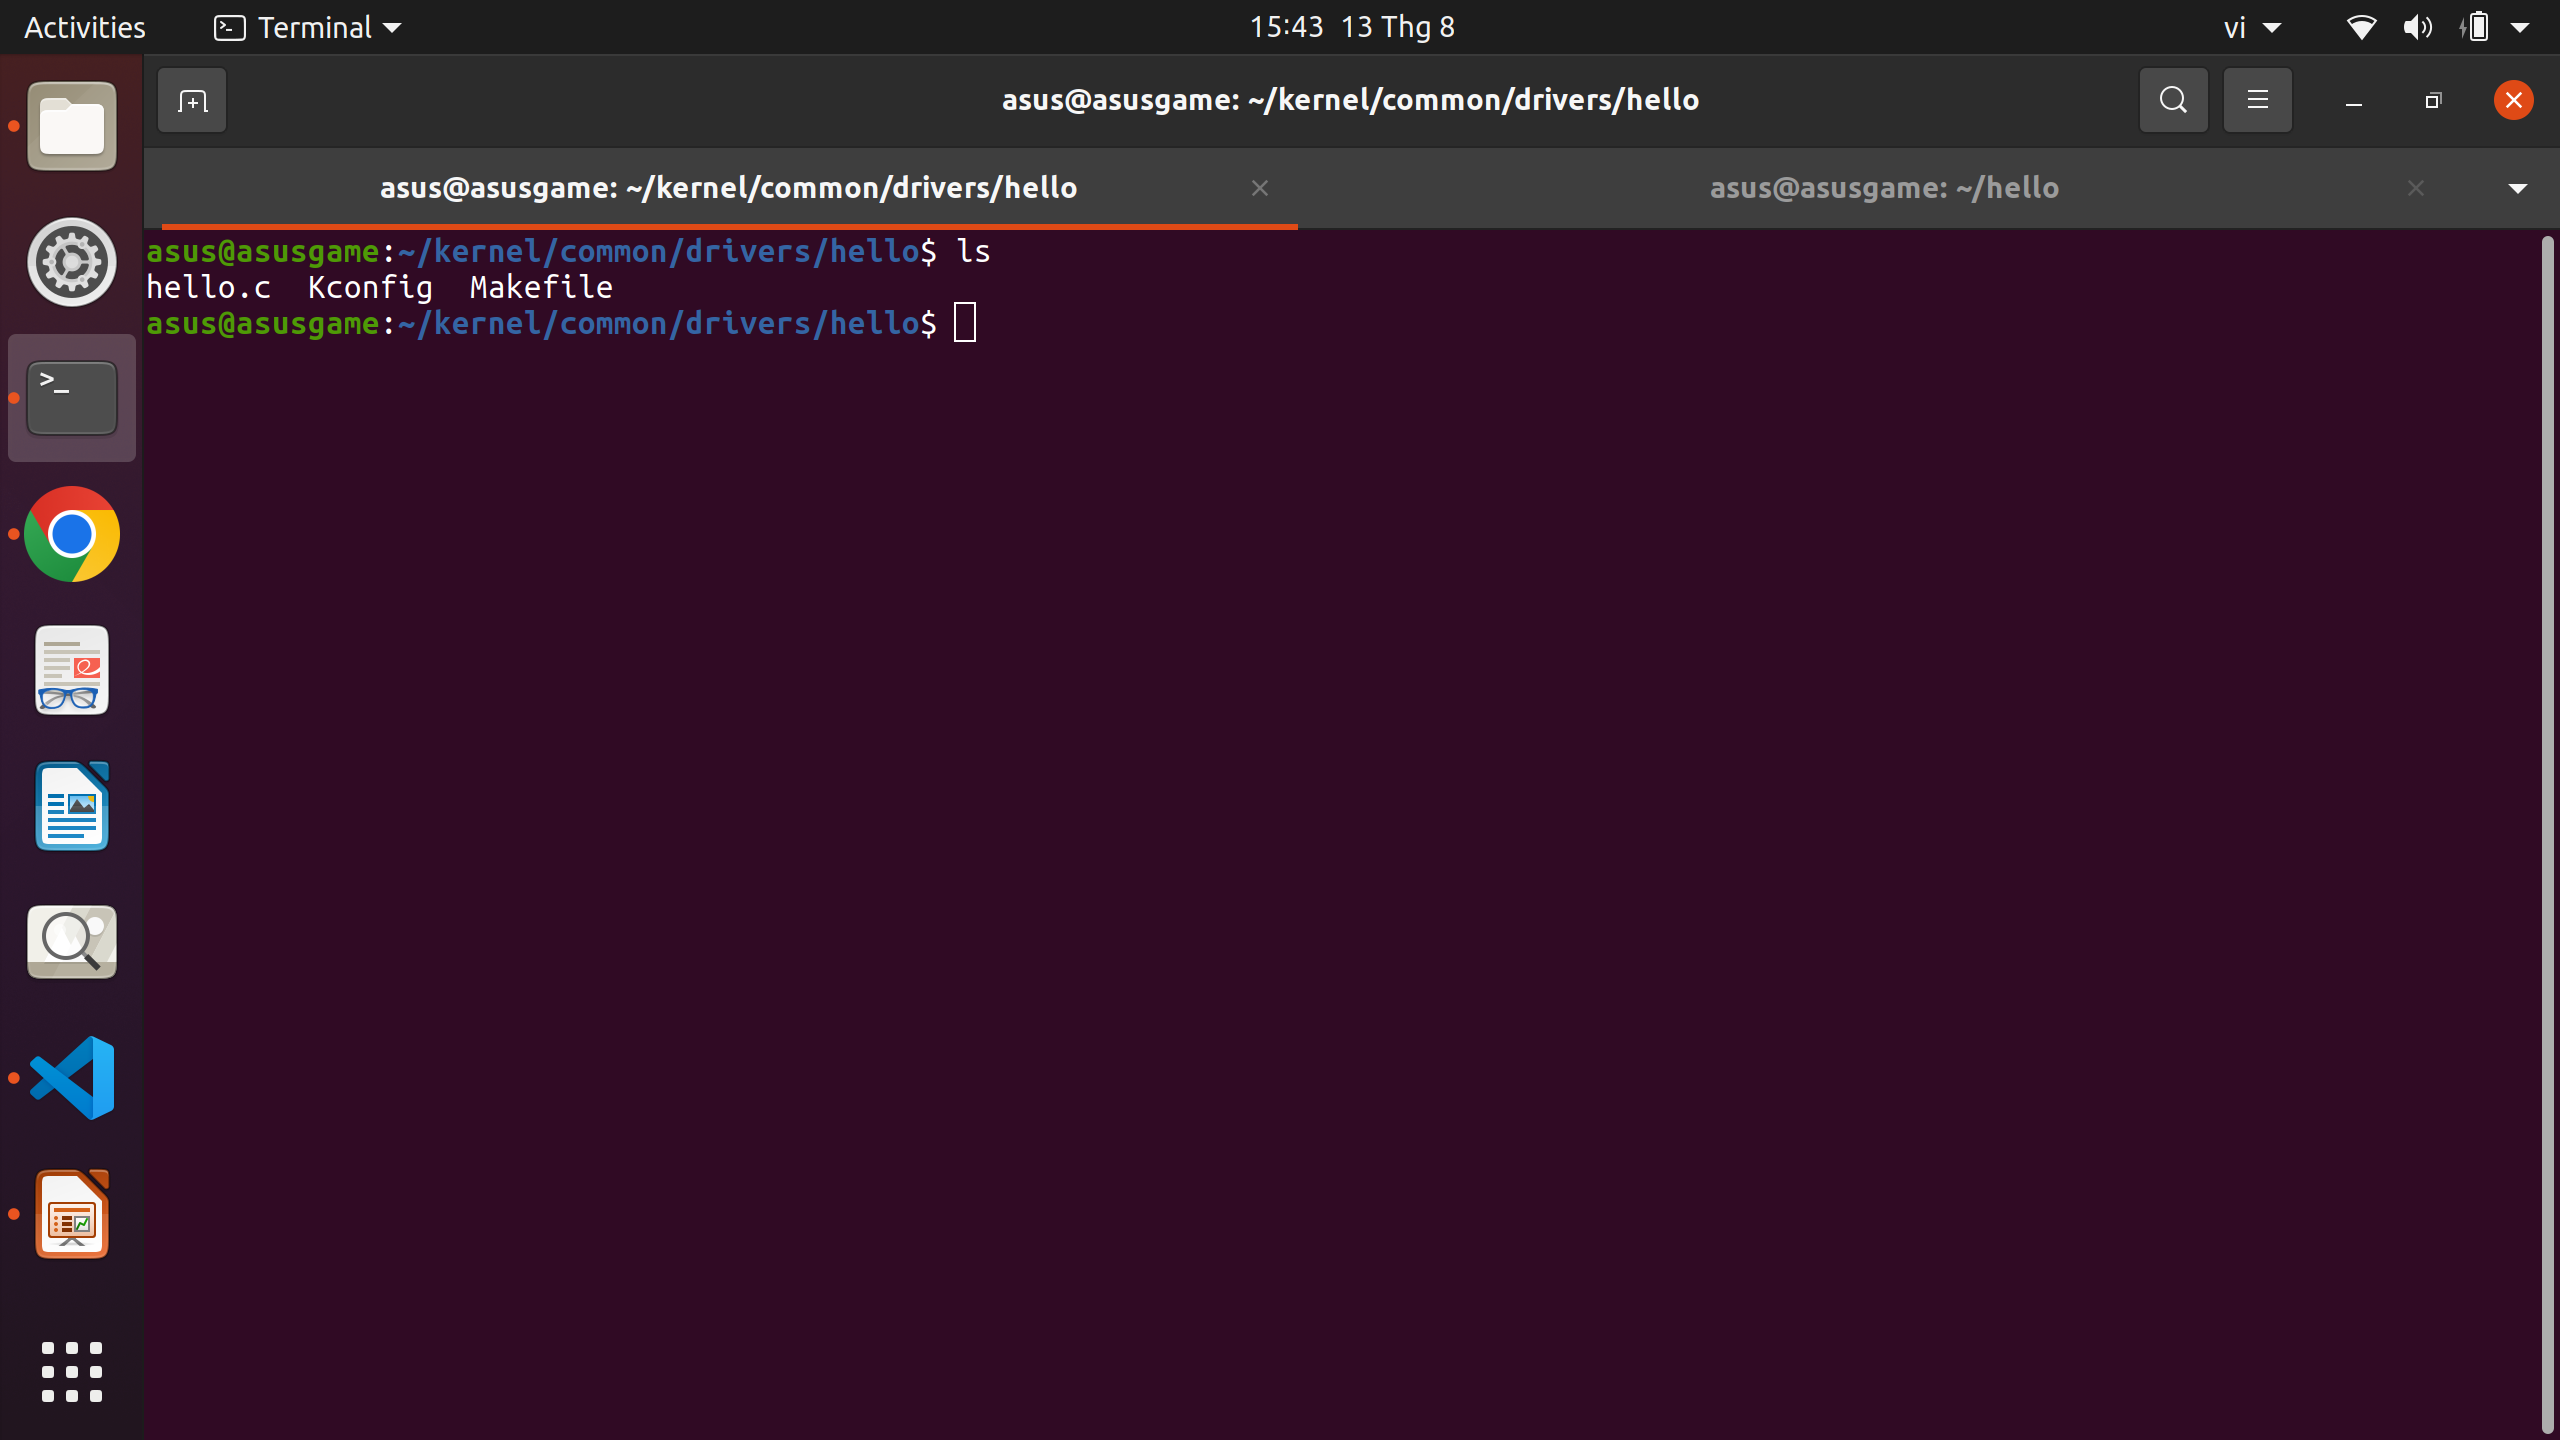 Activities
Terminal
15:43 13 Thg 8
vi
asus@asusgame: ~/kernel/common/drivers/hello
asus@asusgame: ~/kernel/common/drivers/hello
asus@asusgame: ~/hello
asus@asusgame:~/kernel/common/drivers/hello$ ls
hello.c Kconfig Makefile
asus@asusgame:~/kernel/common/drivers/hello$